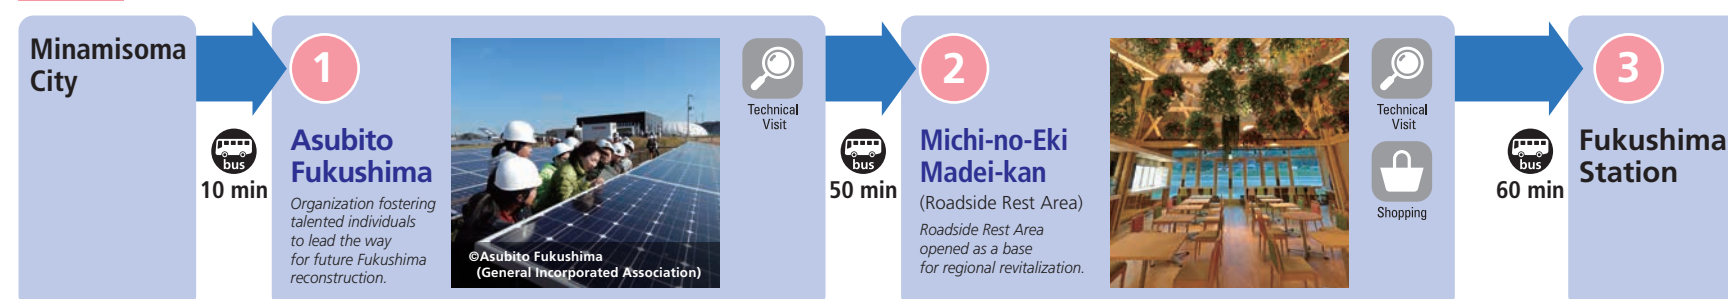 Minamisoma
City
bus
10 min
1
Asubito
Fukushima
Organization fostering
talented individuals
to lead the way
for future Fukushima
reconstruction.
©Asubito Fukushima
(General Incorporated Association)
Technical
Visit
bus
50 min
2
Michi-no-Eki
Madei-kan
(Roadside Rest Area)
Roadside Rest Area
opened as a base
for regional revitalization.
Technical
Visit
Shopping
bus
60 min
3
Fukushima
Station